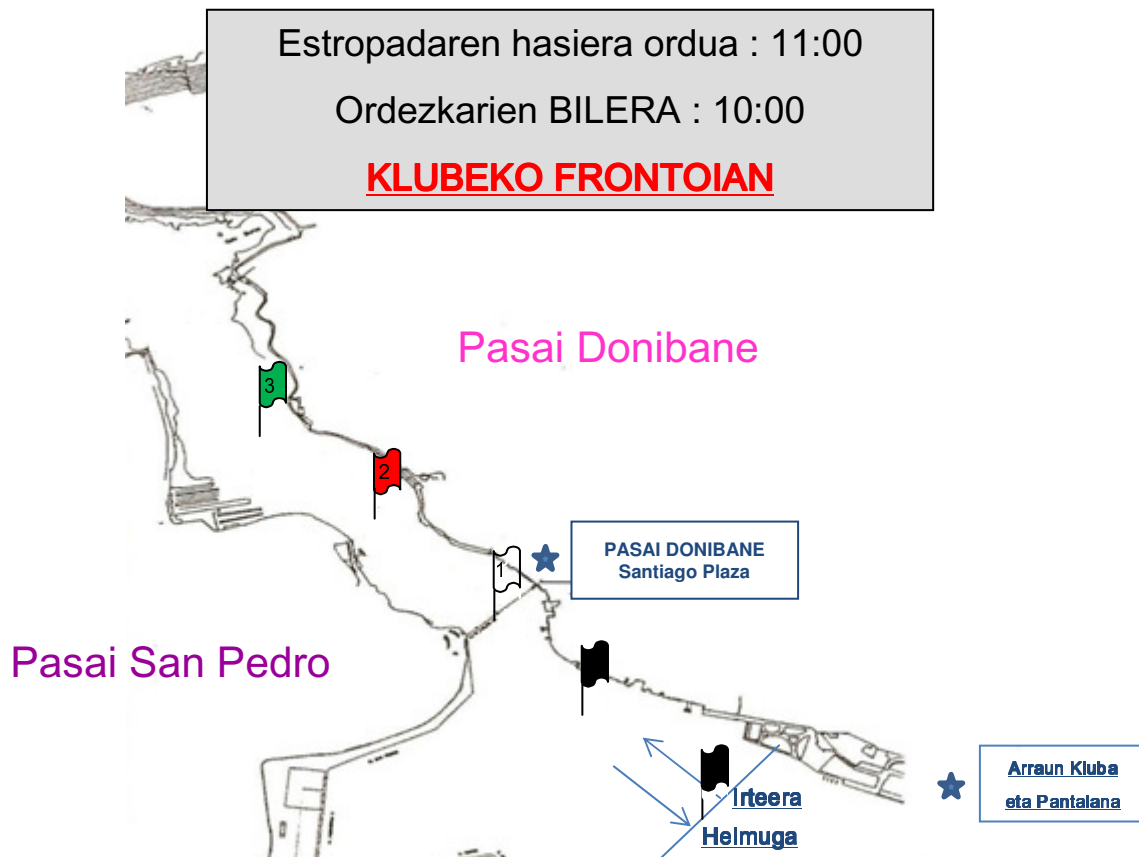 Estropadaren hasiera ordua : 11:00
Ordezkarien BILERA : 10:00
KLUBEKO FRONTOIAN
Pasai Donibane
3
2
1
PASAI DONIBANE
Santiago Plaza
Pasai San Pedro
Irteera
Helmuga
Arraun Kluba
eta Pantalana